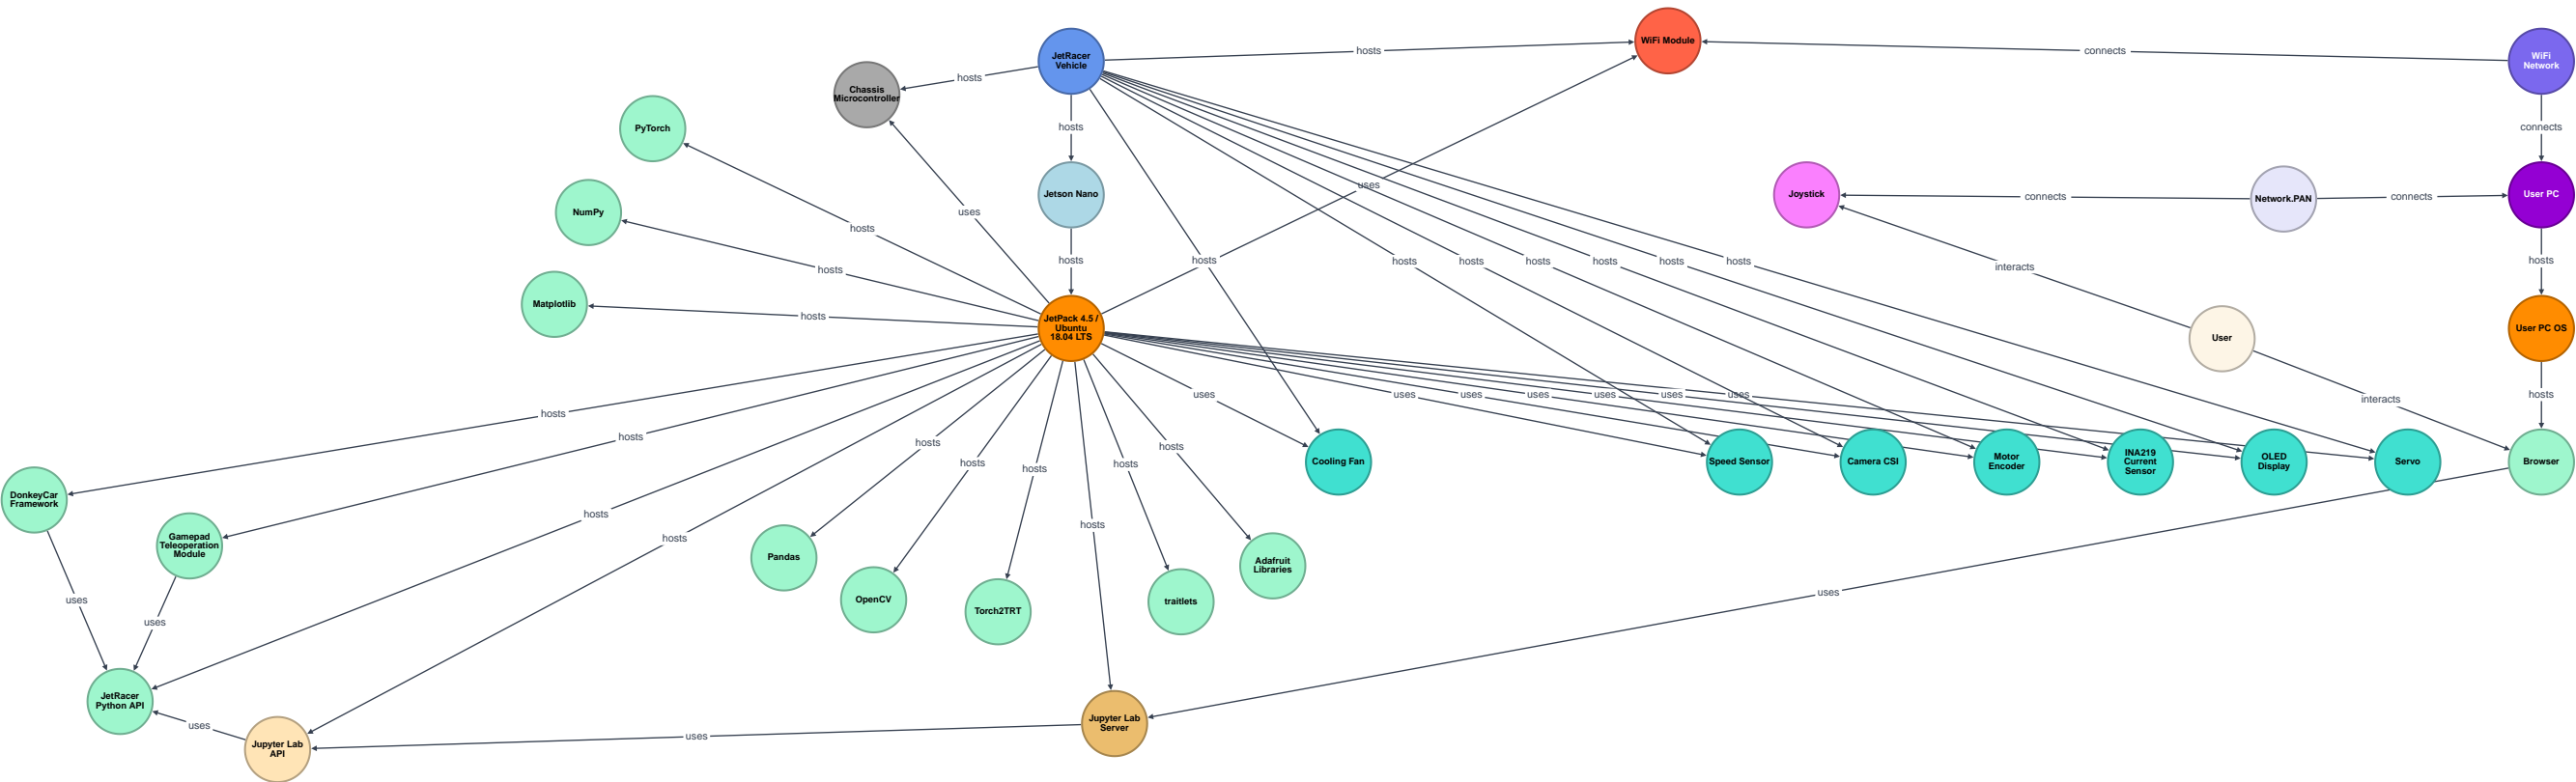 WiFi Module
JetRacer
Vehicle
hosts
connects
WiFi
Network
hosts
Chassis
Microcontroller
PyTorch
hosts
connects
uses
Jetson Nano
Joystick
connects
Network.PAN
connects
User PC
NumPy
uses
hosts
hosts
hosts
hosts
hosts
hosts
hosts
hosts
hosts
hosts
interacts
hosts
hosts
Matplotlib
hosts
JetPack 4.5 /
Ubuntu
18.04 LTS
User
User PC OS
uses
uses
uses
uses
uses
uses
uses
hosts
interacts
hosts
hosts
hosts
hosts
Cooling Fan
Speed Sensor
Camera CSI
Motor
Encoder
INA219
Current
Sensor
OLED
Display
Servo
Browser
hosts
hosts
hosts
DonkeyCar
Framework
hosts
hosts
hosts
Gamepad
Teleoperation
Module
Pandas
Adafruit
Libraries
uses
uses
OpenCV
Torch2TRT
traitlets
uses
JetRacer
Python API
uses
Jupyter Lab
API
uses
Jupyter Lab
Server